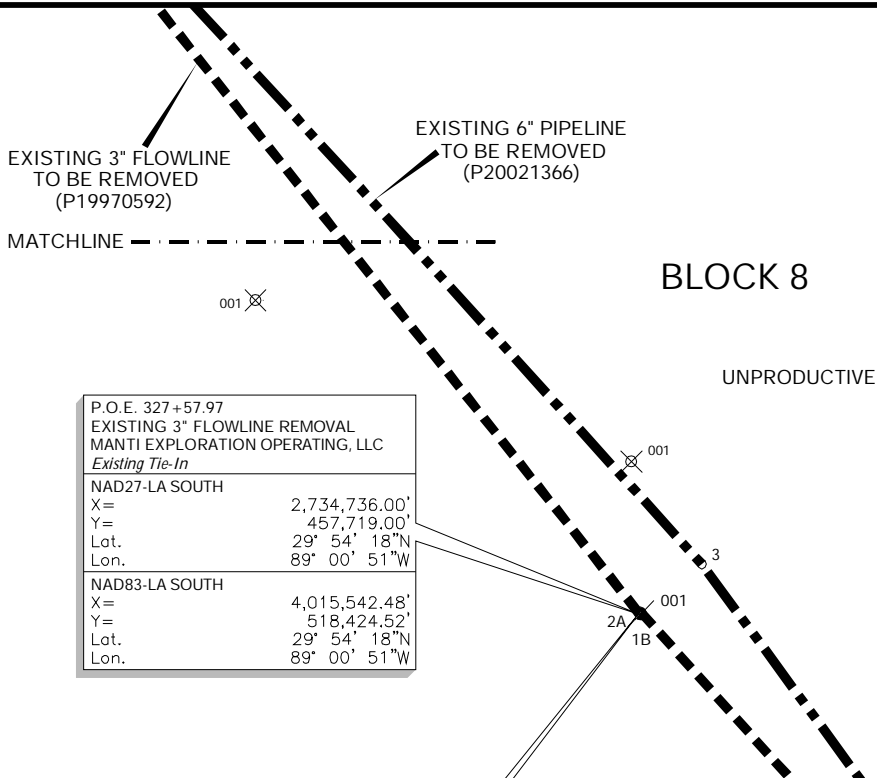 EXISTING 3" FLOWLINE
TO BE REMOVED
(P19970592)
EXISTING 6" PIPELINE
TO BE REMOVED
(P20021366)
MATCHLINE
BLOCK 8
001
UNPRODUCTIVE
P.O.E. 327+57.97
EXISTING 3" FLOWLINE REMOVAL
MANTI EXPLORATION OPERATING, LLC
Existing Tie-In
NAD27-LA SOUTH
X= 2,734,736.00'
Y= 457,719.00'
Lat. 29° 54' 18"N
Lon. 89° 00' 51"W
NAD83-LA SOUTH
X= 4,015,542.48'
Y= 518,424.52'
Lat. 29° 54' 18"N
Lon. 89° 00' 51"W
001
3
001
2A
1B